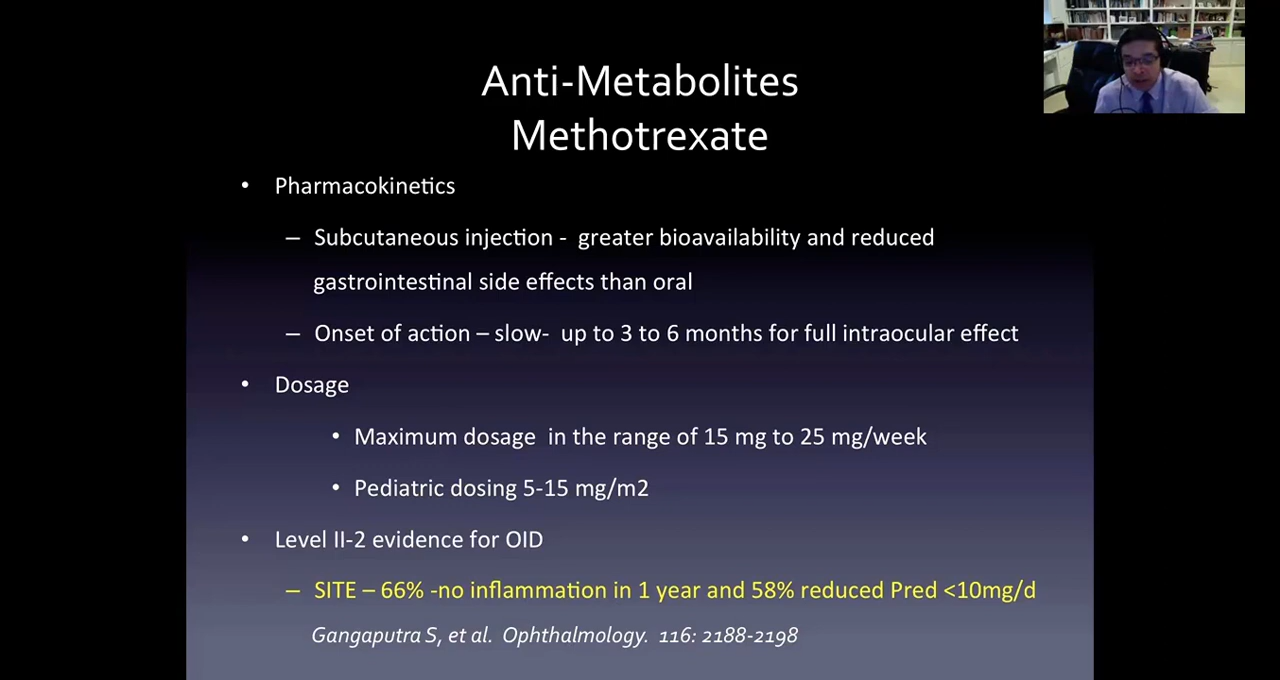 Anti-Metabolites
Methotrexate
• Pharmacokinetics
– Subcutaneous injection - greater bioavailability and reduced
gastrointestinal side effects than oral
– Onset of action – slow- up to 3 to 6 months for full intraocular effect
• Dosage
• Maximum dosage in the range of 15 mg to 25 mg/week
• Pediatric dosing 5-15 mg/m2
• Level II-2 evidence for OID
– SITE – 66% -no inflammation in 1 year and 58% reduced Pred <10mg/d
Gangaputra S, et al. Ophthalmology. 116: 2188-2198